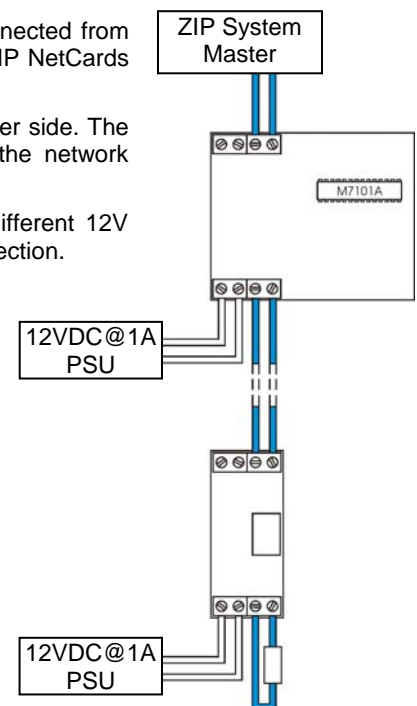 nected from
IP NetCards
er side. The
the network
ifferent 12V
ection.
ZIP System
Master
M7101A
12VDC@1A
PSU
12VDC@1A
PSU